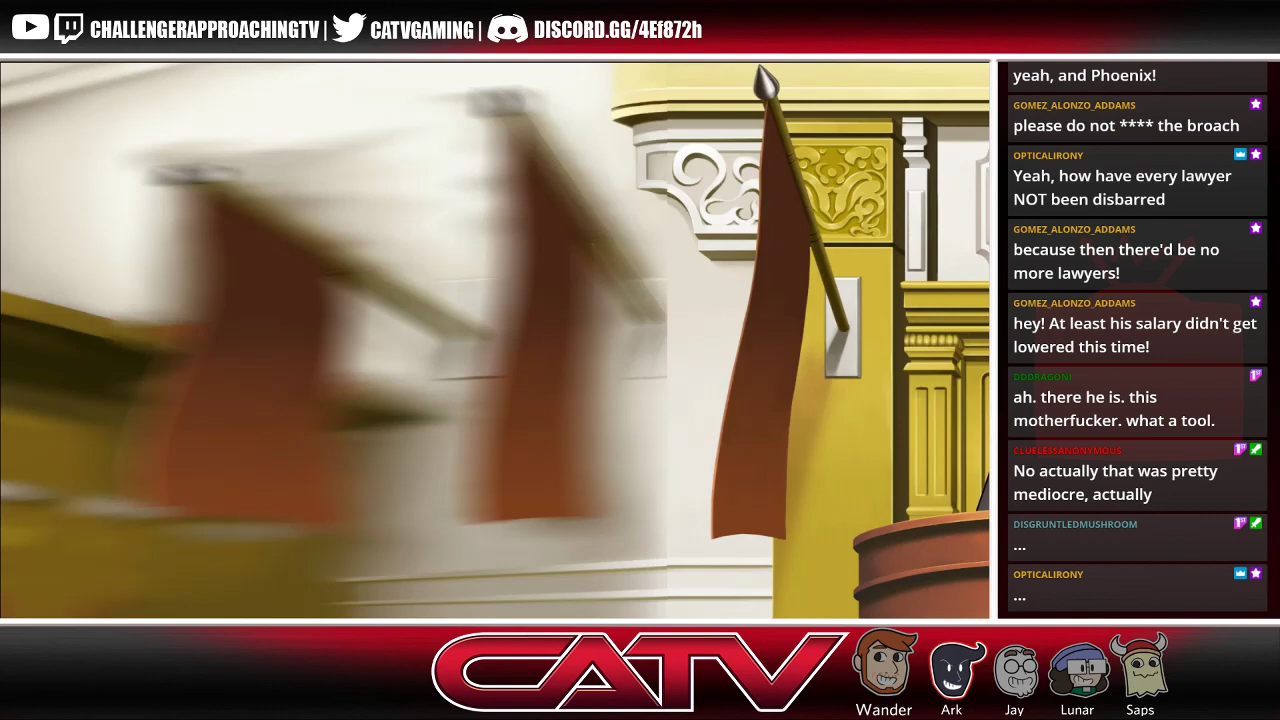 CHALLENGERAPPROACHINGTV | CATVGAMING | DISCORD.GG/4Ef872h
yeah, and Phoenix!
GOMEZ_ALONZO_ADDAMS
please do not **** the broach
OPTICALIRONY
Yeah, how have every lawyer
NOT been disbarred
GOMEZ_ALONZO_ADDAMS
because then there'd be no
more lawyers!
GOMEZ_ALONZO_ADDAMS
hey! At least his salary didn't get
lowered this time!
DDDRAGONI
ah. there he is. this
motherfucker. what a tool.
CLUELESSANONYMOUS
No actually that was pretty
mediocre, actually
DISGRUNTLEDMUSHROOM
...
OPTICALIRONY
...
CATV
Wander Ark Jay Lunar Saps